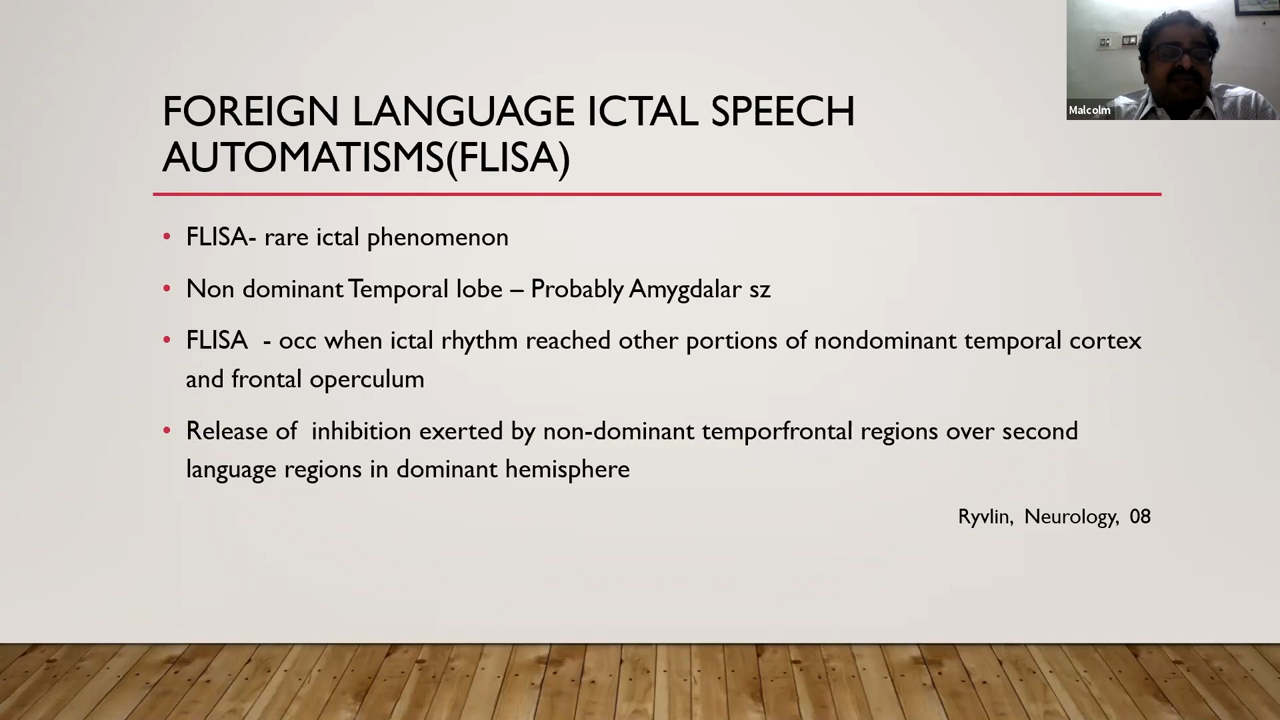 FOREIGN LANGUAGE ICTAL SPEECH
AUTOMATISMS(FLISA)
Malcolm
• FLISA- rare ictal phenomenon
• Non dominant Temporal lobe – Probably Amygdalar sz
• FLISA - occ when ictal rhythm reached other portions of nondominant temporal cortex
and frontal operculum
• Release of inhibition exerted by non-dominant temporfrontal regions over second
language regions in dominant hemisphere
Ryvlin, Neurology, 08